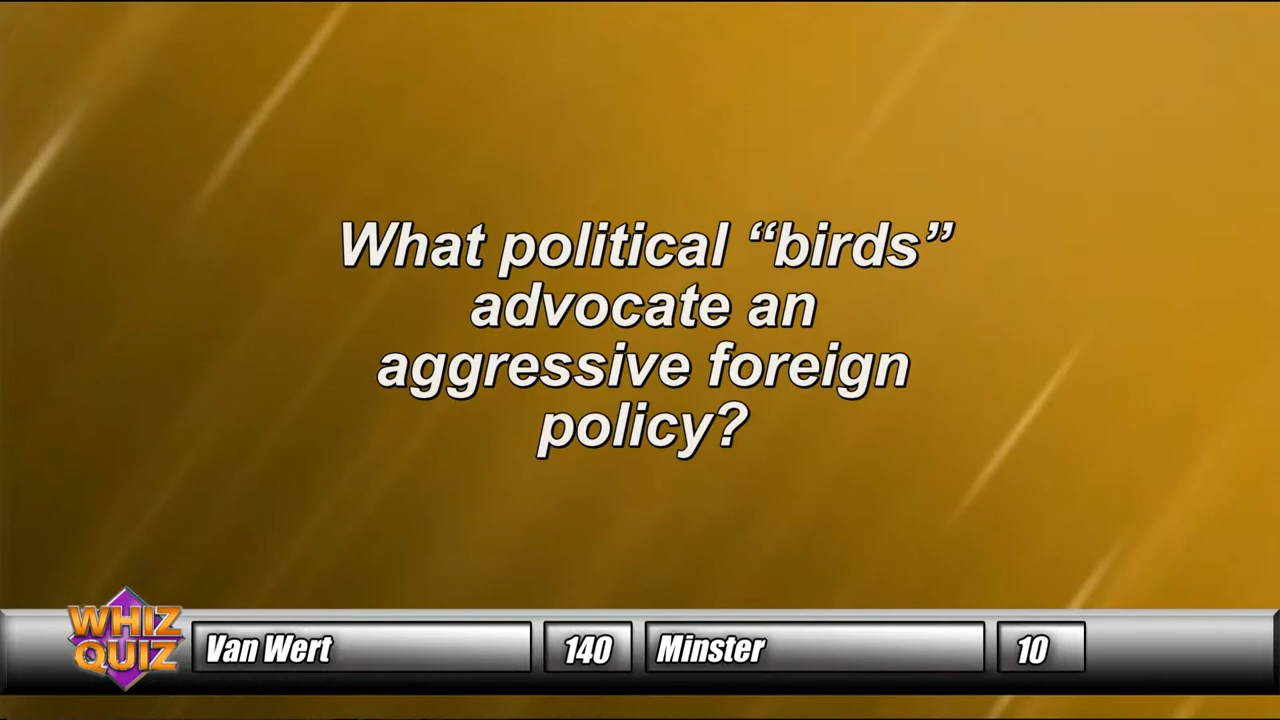 What political “birds”
advocate an
aggressive foreign
policy?
WHIZ
QUIZ
Van Wert
140
Minster
10